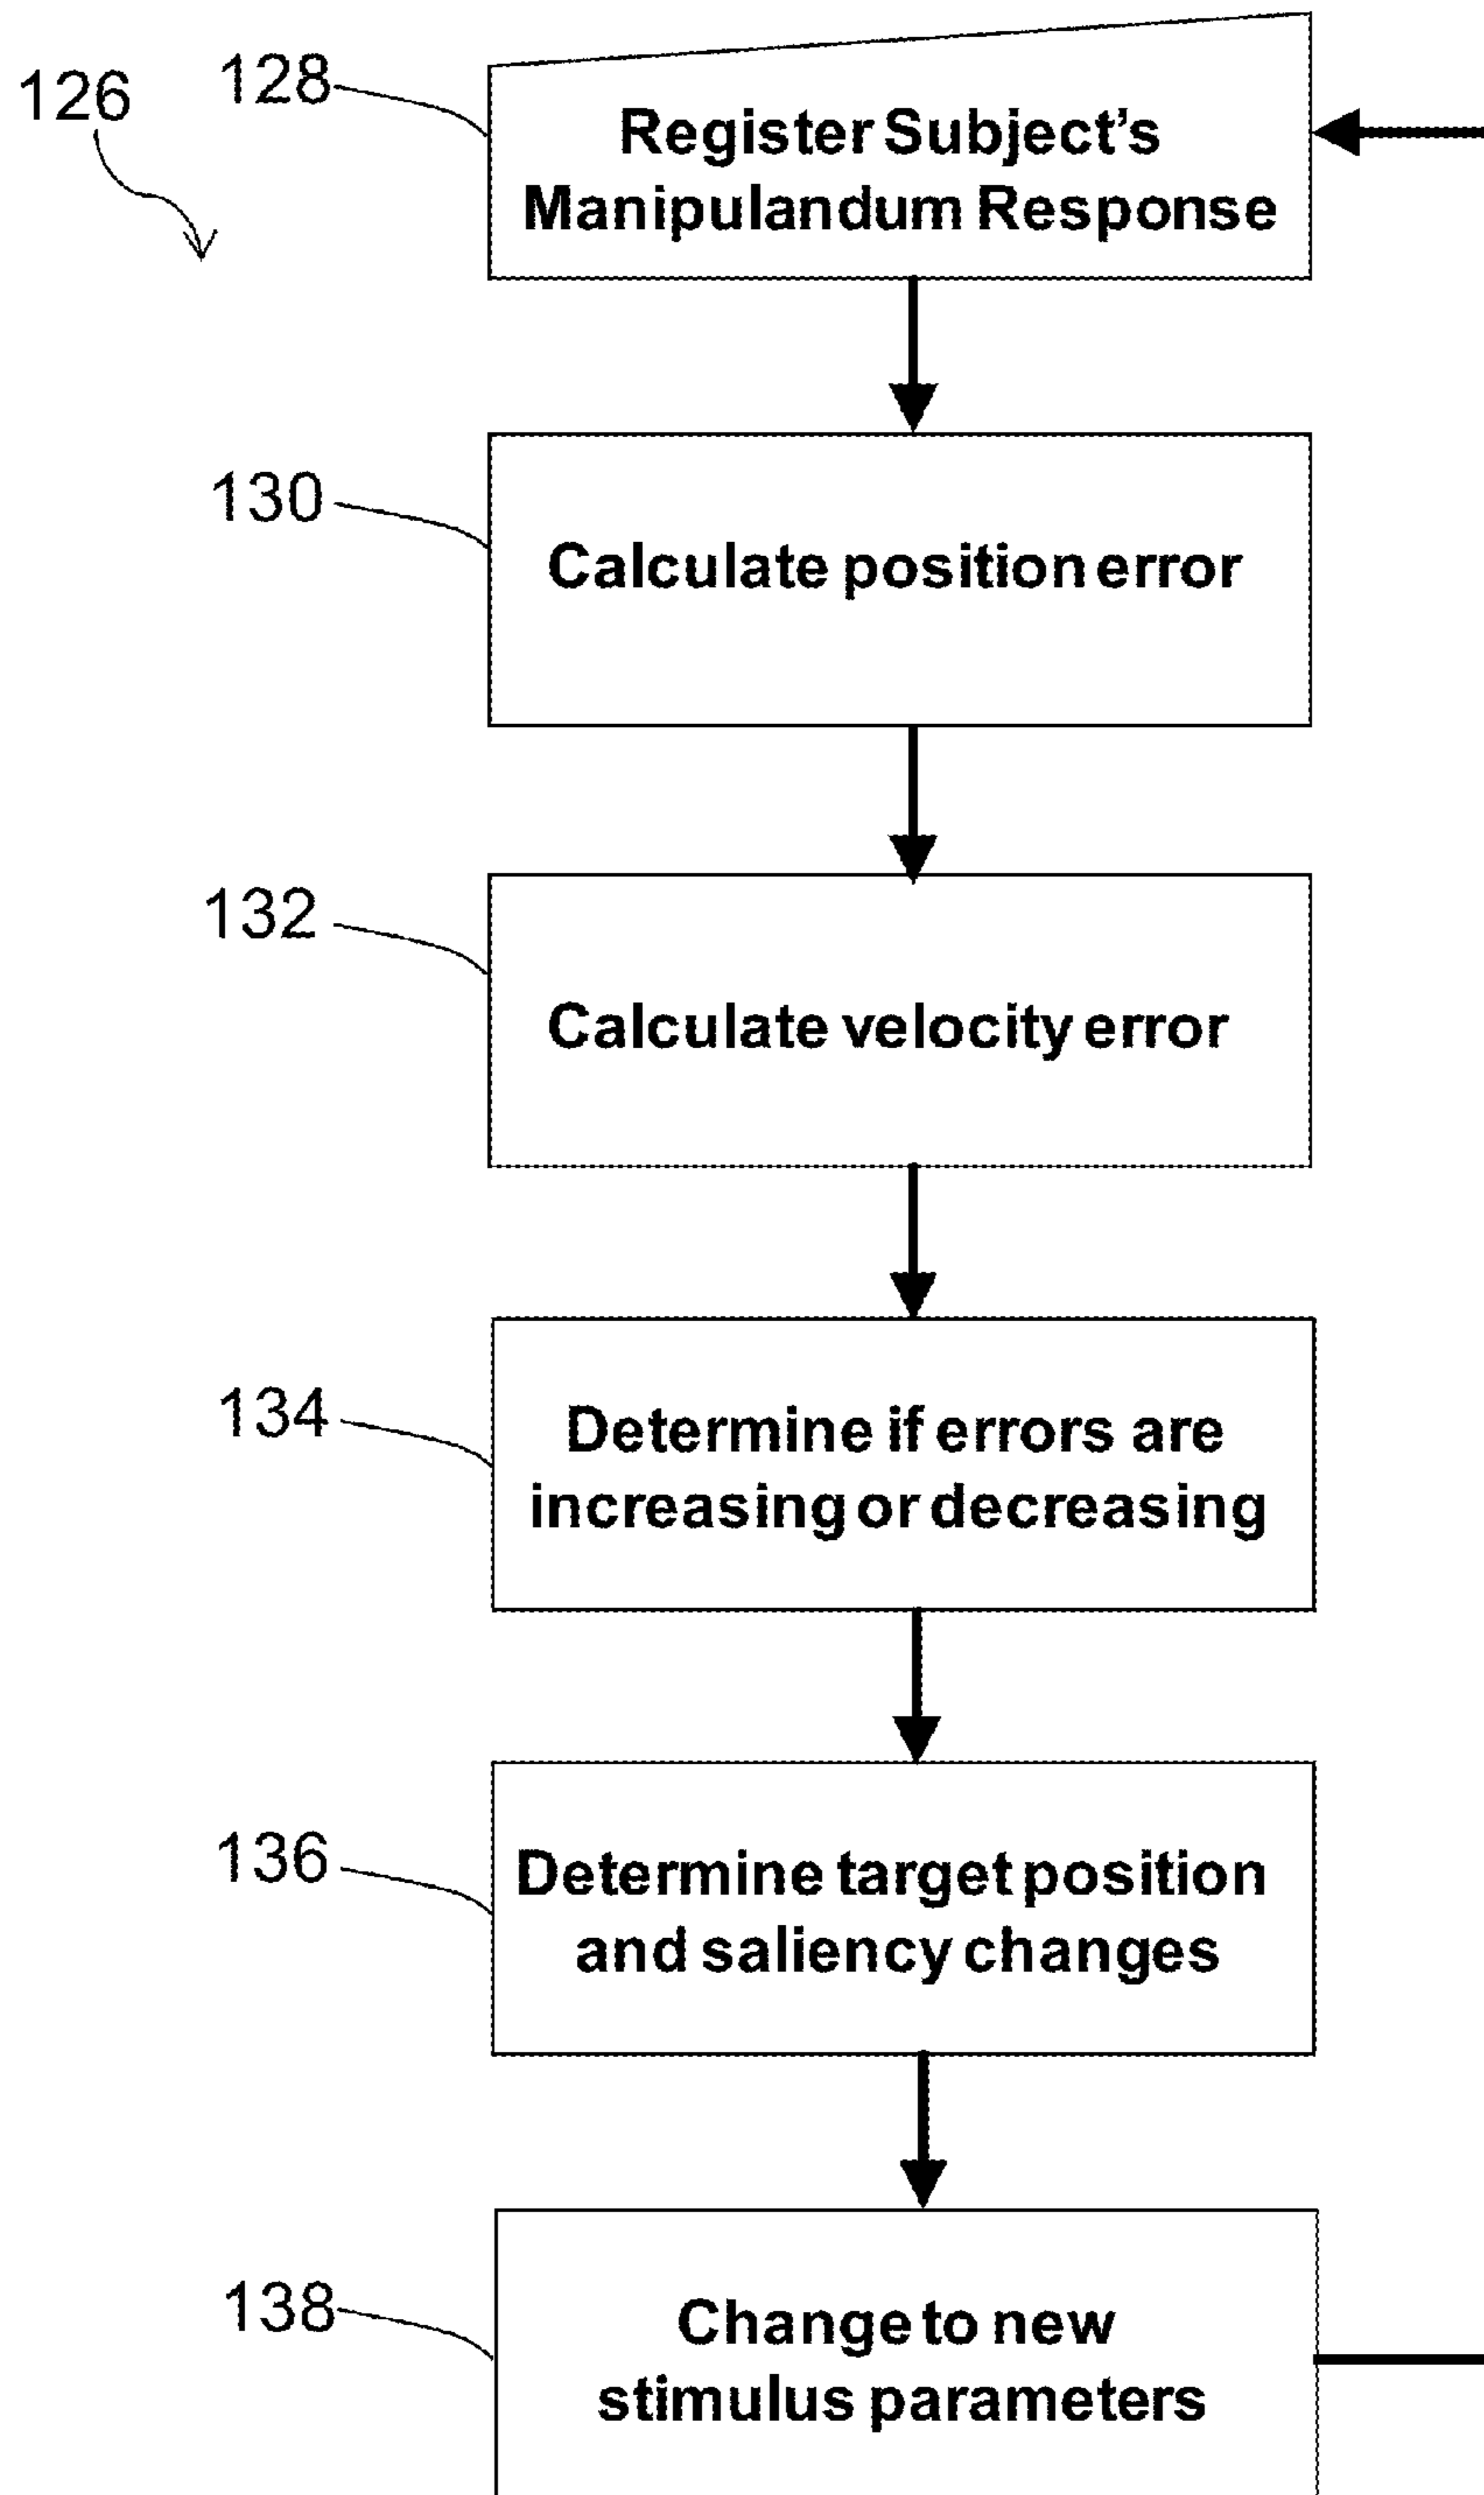 126
128
Register Subject's
Manipulandum Response
130
Calculate position error
132
Calculate velocity error
134
Determine if errors are
increasing or decreasing
136
Determine target position
and saliency changes
138
Change to new
stimulus parameters